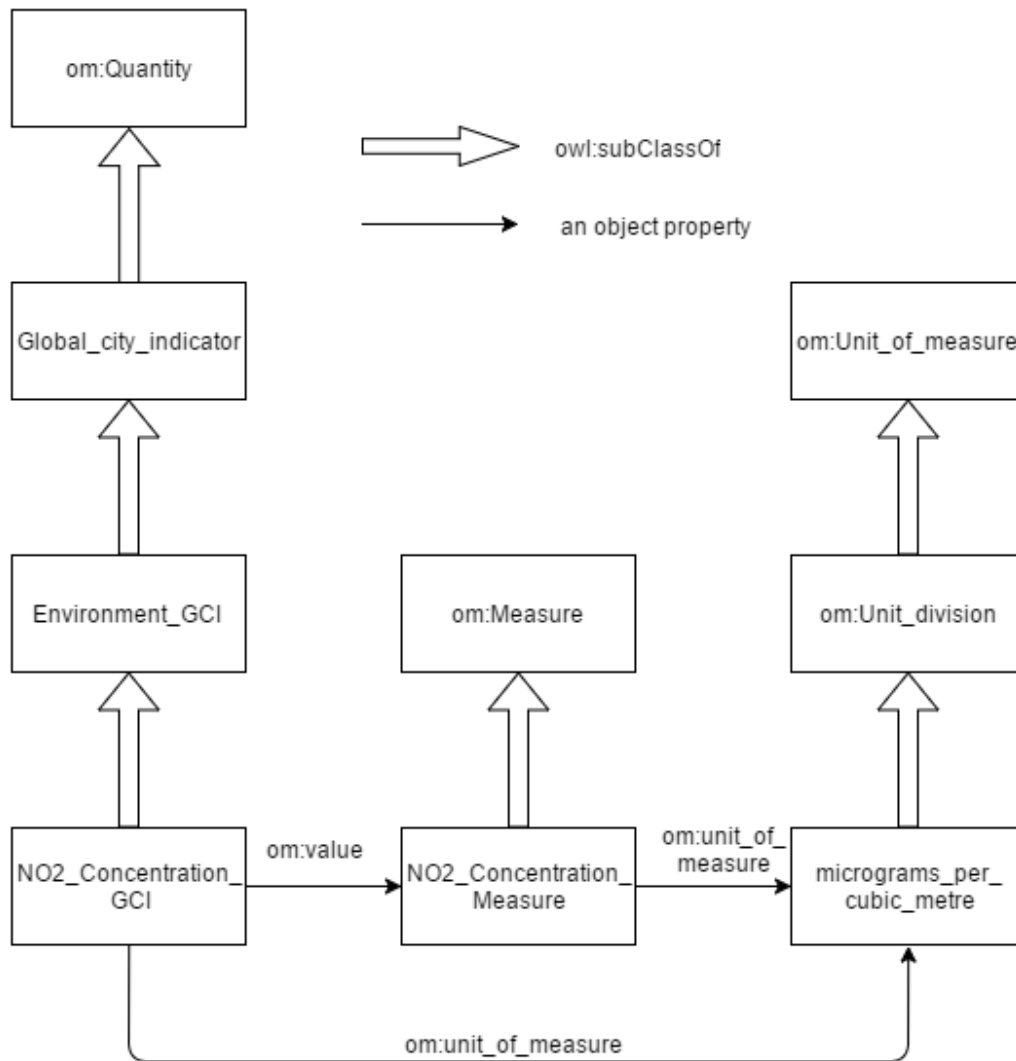 om:Quantity
owl:subClassOf
an object property
Global_city_indicator
om:Unit_of_measure
Environment_GCI
om:Measure
om:Unit_division
NO2_Concentration_
GCI
om:value
NO2_Concentration_
Measure
om:unit_of_
measure
micrograms_per_
cubic_metre
om:unit_of_measure